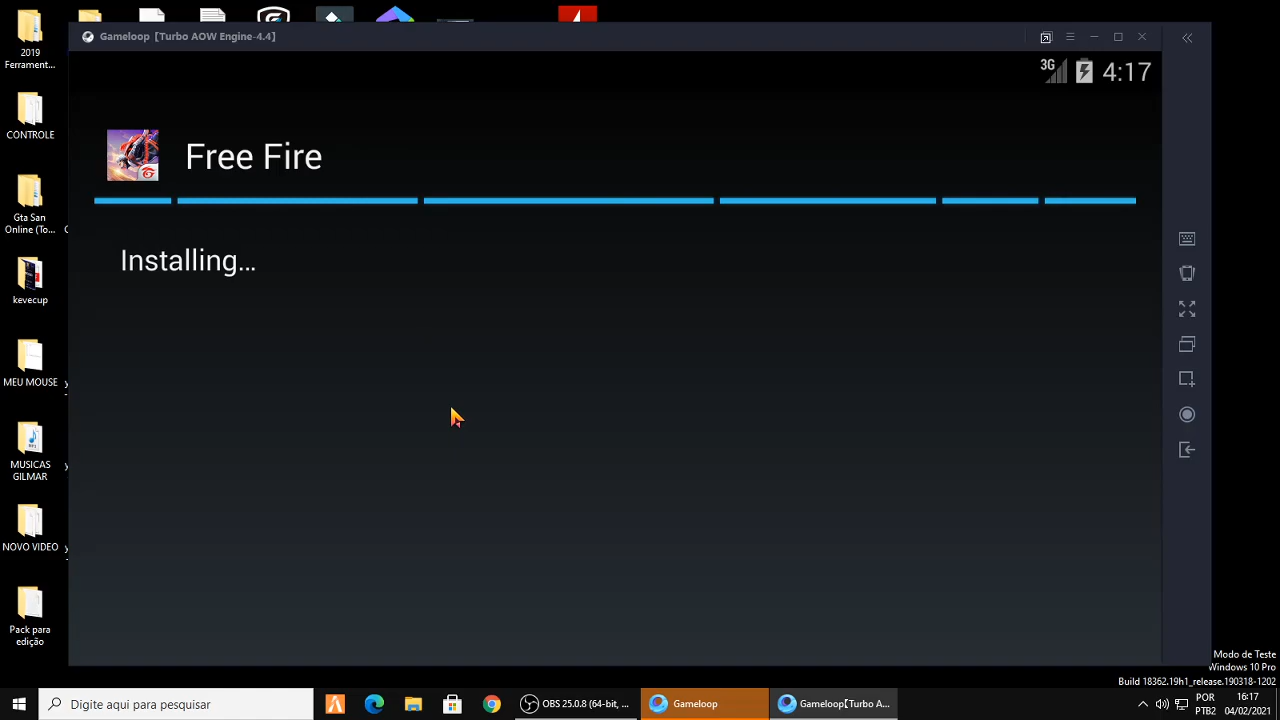 2019
Ferrament...
CONTROLE
Gta San
Online (To...
kevecup
MEU MOUSE
MUSICAS
GILMAR
NOVO VIDEO
Pack para
edição
Gameloop【Turbo AOW Engine-4.4】
3G
4:17
Free Fire
Installing...
Modo de Teste
Windows 10 Pro
Build 18362.19h1_release.190318-1202
Digite aqui para pesquisar
OBS 25.0.8 (64-bit, ...
Gameloop
Gameloop【Turbo A...
POR
PTB2
16:17
04/02/2021